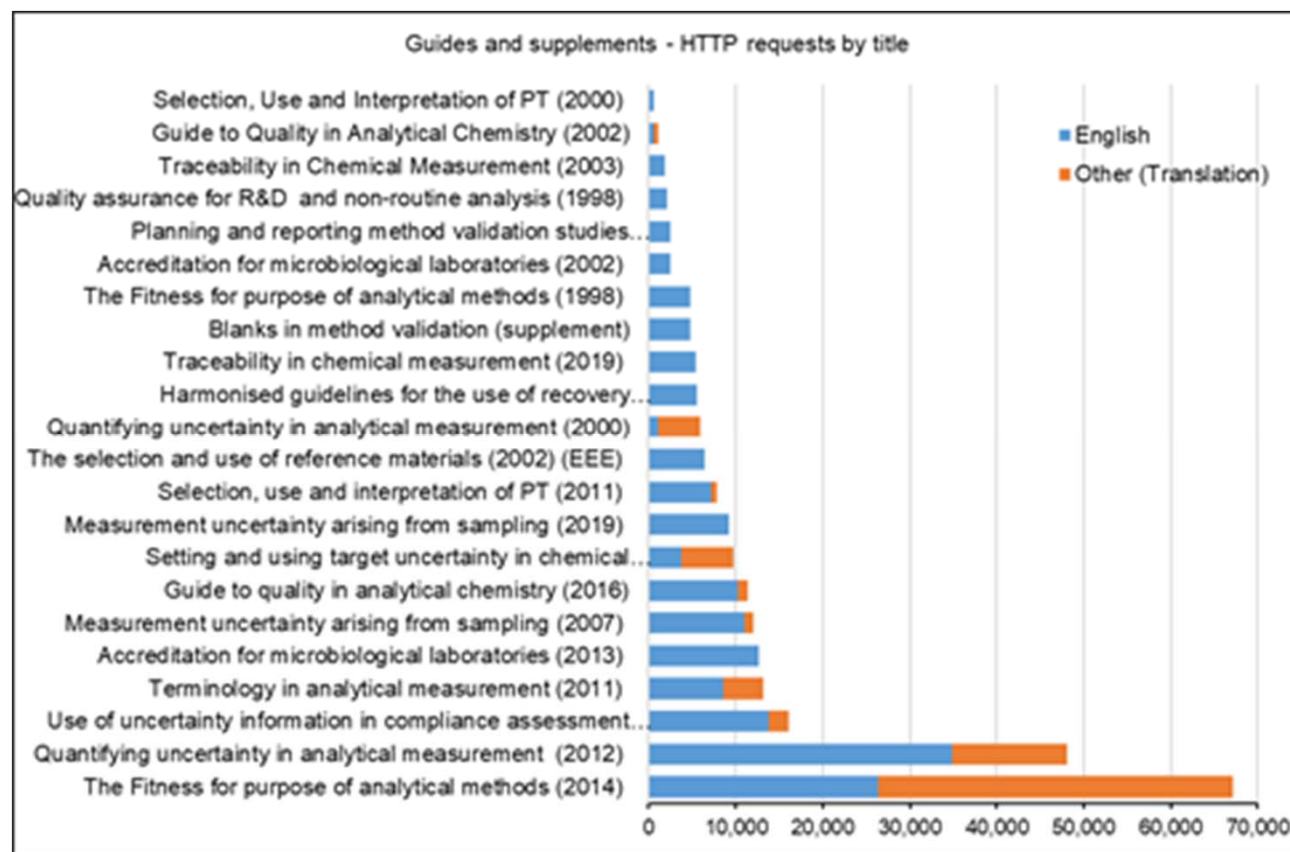 Guides and supplements - HTTP requests by title
Selection, Use and Interpretation of PT (2000)
Guide to Quality in Analytical Chemistry (2002)
Traceability in Chemical Measurement (2003)
Quality assurance for R&D and non-routine analysis (1998)
Planning and reporting method validation studies...
Accreditation for microbiological laboratories (2002)
The Fitness for purpose of analytical methods (1998)
Blanks in method validation (supplement)
Traceability in chemical measurement (2019)
Harmonised guidelines for the use of recovery...
Quantifying uncertainty in analytical measurement (2000)
The selection and use of reference materials (2002) (EEE)
Selection, use and interpretation of PT (2011)
Measurement uncertainty arising from sampling (2019)
Setting and using target uncertainty in chemical...
Guide to quality in analytical chemistry (2016)
Measurement uncertainty arising from sampling (2007)
Accreditation for microbiological laboratories (2013)
Terminology in analytical measurement (2011)
Use of uncertainty information in compliance assessment...
Quantifying uncertainty in analytical measurement (2012)
The Fitness for purpose of analytical methods (2014)
English
Other (Translation)
0 10,000 20,000 30,000 40,000 50,000 60,000 70,000